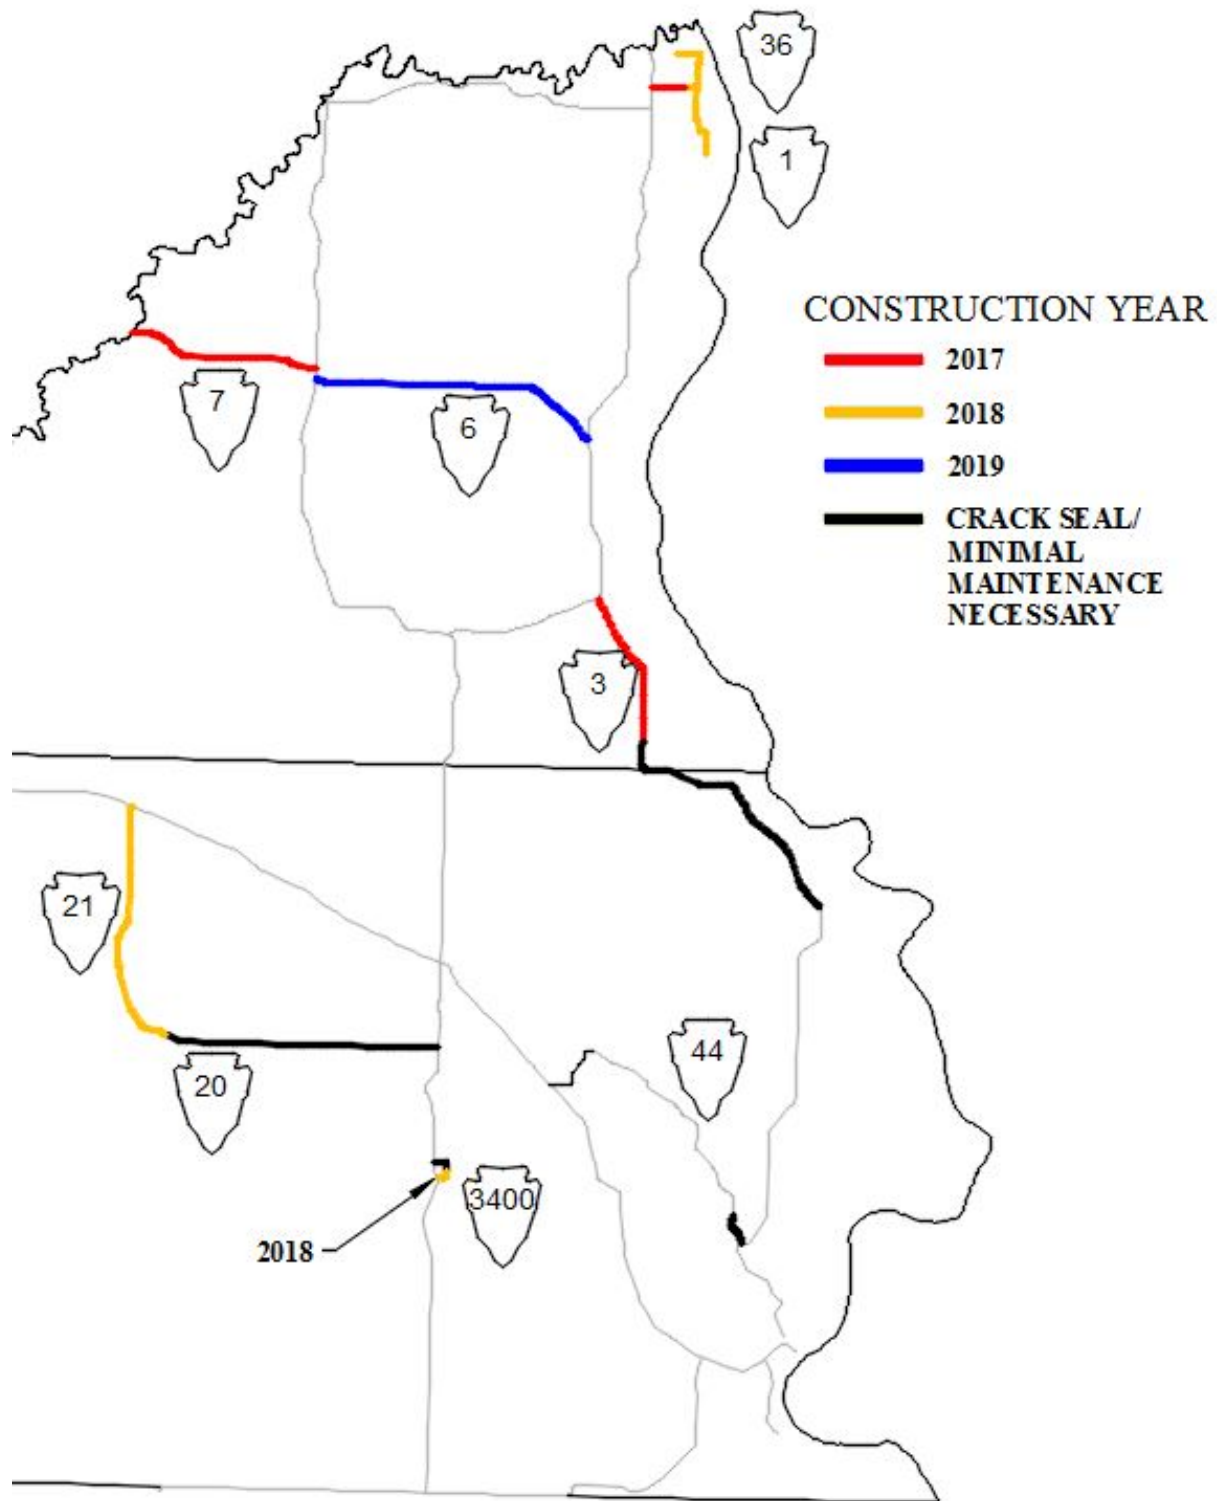 36
1
CONSTRUCTION YEAR
2017
2018
2019
CRACK SEAL/
MINIMAL
MAINTENANCE
NECESSARY
7
6
3
21
20
44
3400
2018